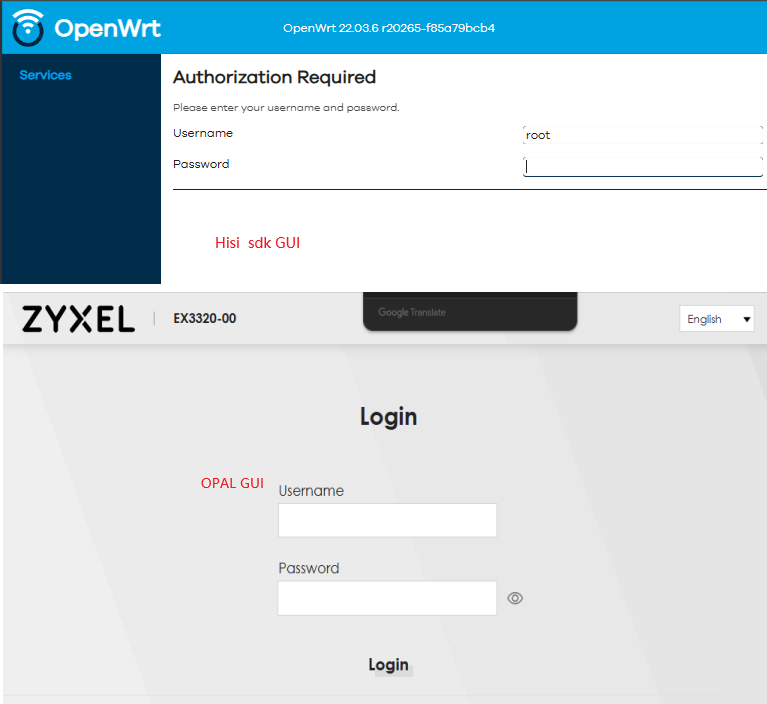 OpenWrt
OpenWrt 22.03.6 r20265-f85a79bcb4
Services
Authorization Required
Please enter your username and password.
Username
root
Password
Hisi sdk GUI
ZYXEL
EX3320-00
Google Translate
English
Login
OPAL GUI
Username
Password
Login